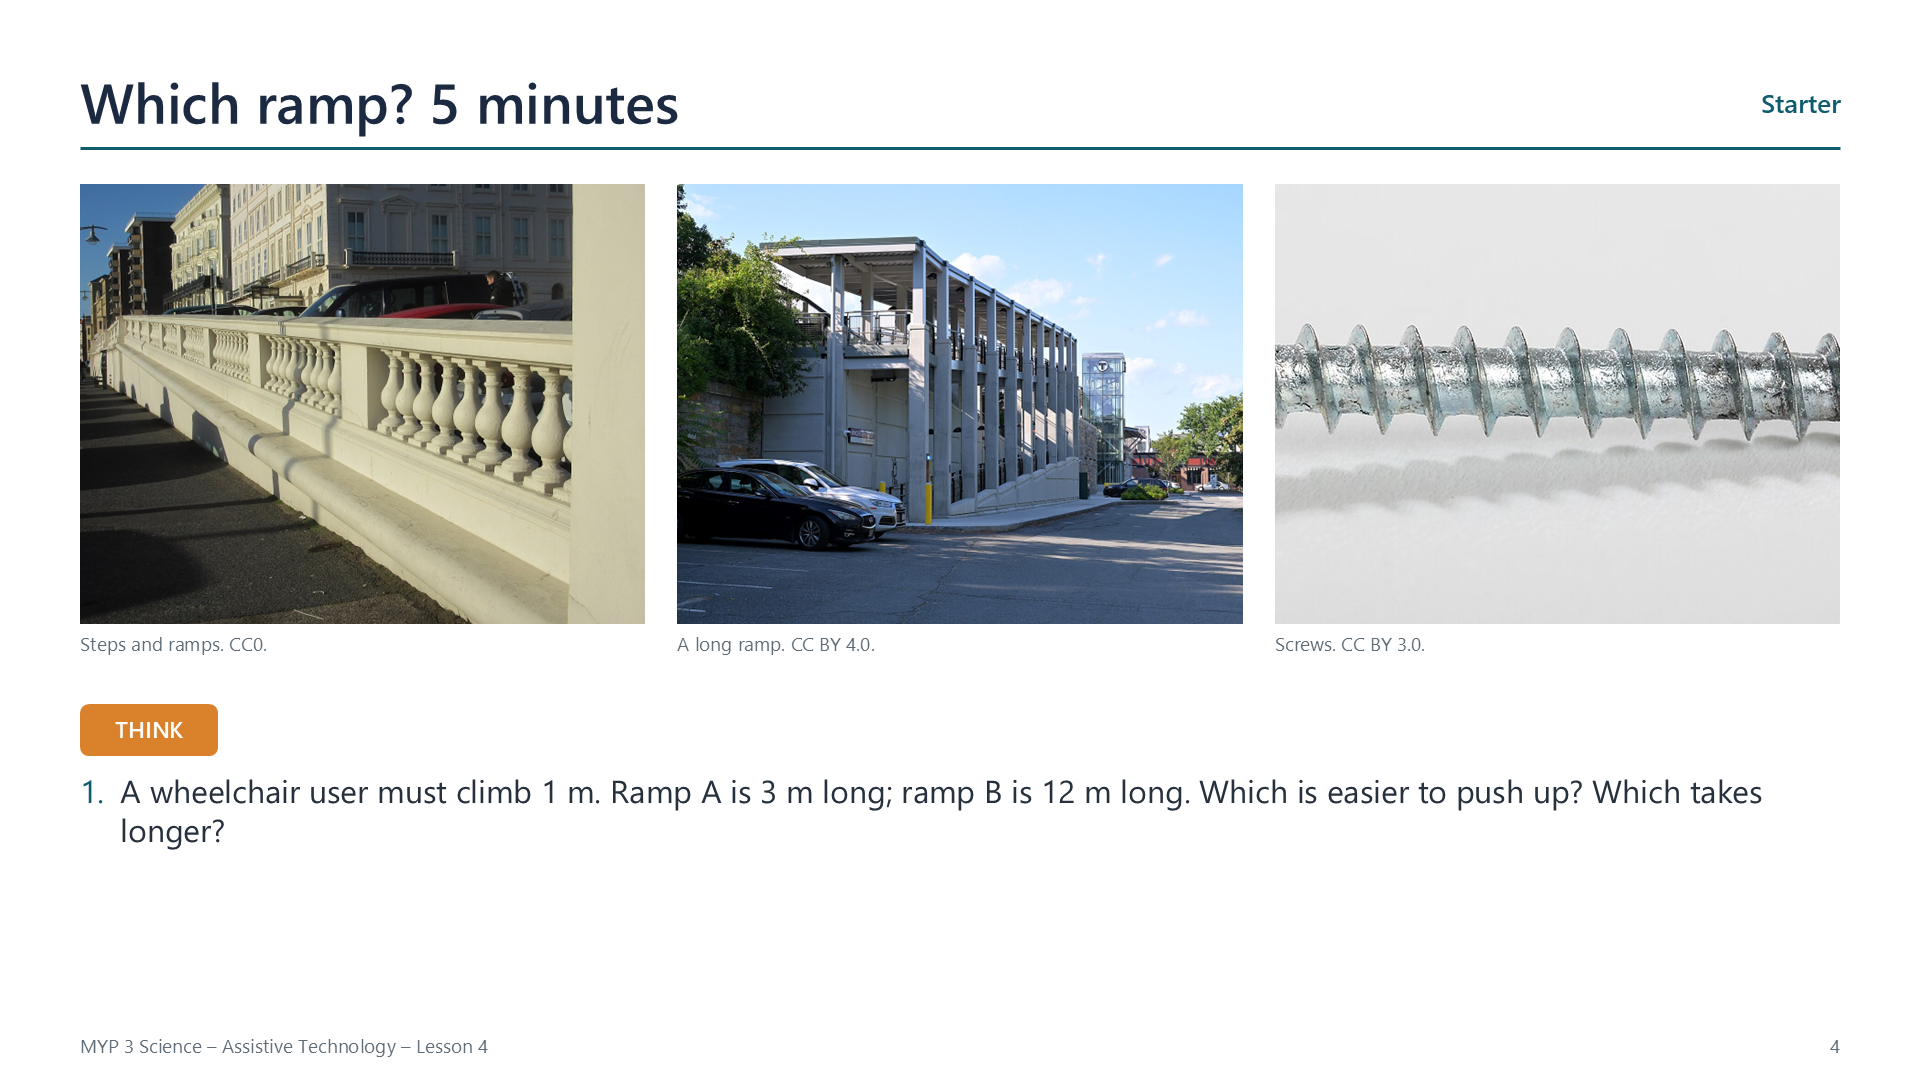 Which ramp? 5 minutes
Starter
T
Steps and ramps. CC0.
A long ramp. CC BY 4.0.
Screws. CC BY 3.0.
THINK
1. A wheelchair user must climb 1 m. Ramp A is 3 m long; ramp B is 12 m long. Which is easier to push up? Which takes
longer?
MYP 3 Science – Assistive Technology – Lesson 4
4